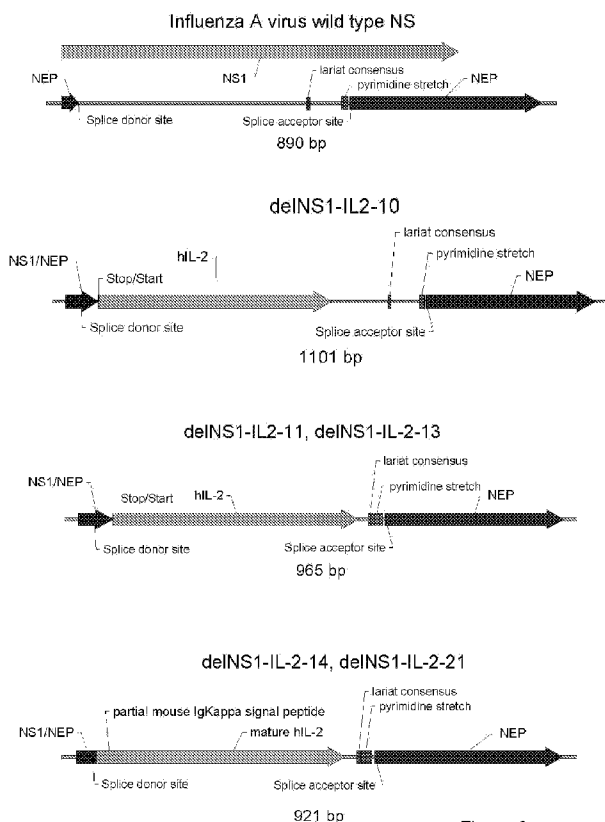 Influenza A virus wild type NS
lariat consensus
NEP
NS1
pyrimidine stretch
NEP
Splice donor site
Splice acceptor site
890 bp
delNS1-IL2-10
lariat consensus
hIL-2
pyrimidine stretch
NS1/NEP
Stop/Start
NEP
Splice donor site
Splice acceptor site
1101 bp
delNS1-IL2-11, delNS1-IL-2-13
lariat consensus
NS1/NEP
pyrimidine stretch
Stop/Start
hIL-2
NEP
Splice donor site
Splice acceptor site
965 bp
delNS1-IL-2-14, delNS1-IL-2-21
lariat consensus
partial mouse IgKappa signal peptide
pyrimidine stretch
NS1/NEP
mature hIL-2
NEP
Splice donor site
Splice acceptor site
921 bp